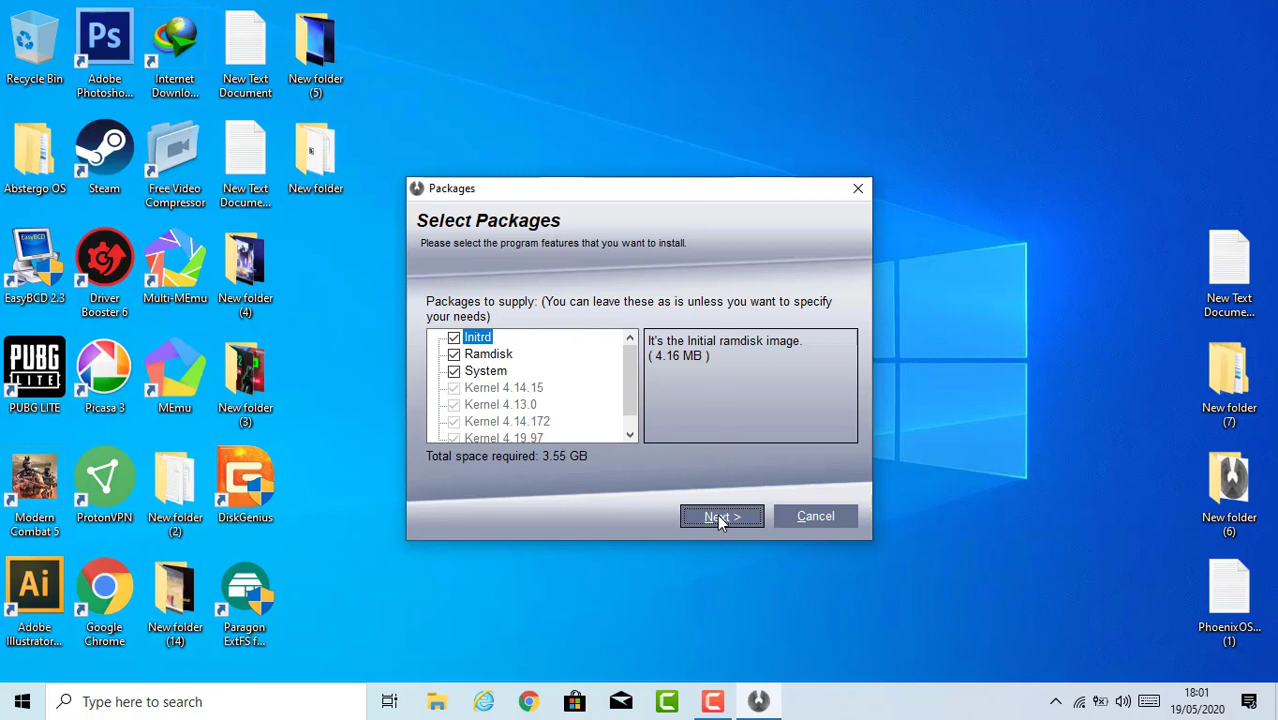 Recycle Bin
Adobe
Photosho...
Internet
Downlo...
New Text
Document
New folder
(5)
Abstergo OS
Steam
Free Video
Compressor
New Text
Docume...
New folder
EasyBCD 2.3
Driver
Booster 6
Multi-MEmu
New folder
(4)
PUBG LITE
Picasa 3
MEmu
New folder
(3)
Modern
Combat 5
ProtonVPN
New folder
(2)
DiskGenius
Adobe
Illustrator...
Google
Chrome
New folder
(14)
Paragon
ExtFS f...
Ps
PUBG
LITE
Ai
Packages
Select Packages
Please select the program features that you want to install.
Packages to supply: (You can leave these as is unless you want to specify
your needs)
Initrd
Ramdisk
System
Kernel 4.14.15
Kernel 4.13.0
Kernel 4.14.172
Kernel 4.19.97
It's the Initial ramdisk image.
( 4.16 MB )
Total space required: 3.55 GB
Next >
Cancel
New Text
Docume...
New folder
(7)
New folder
(6)
PhoenixOS...
(1)
Type here to search
18:01
19/05/2020